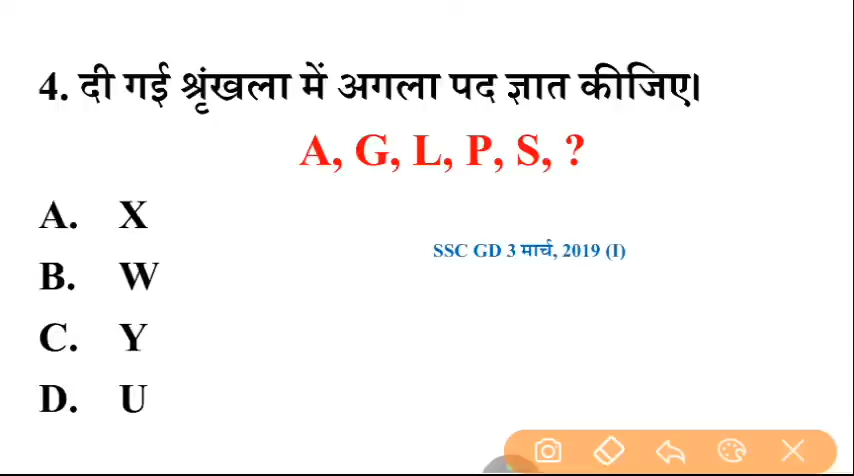 4. दी गई श्रृंखला में अगला पद ज्ञात कीजिए।
A, G, L, P, S, ?
A. X
SSC GD 3 मार्च, 2019 (I)
B. W
C. Y
D. U